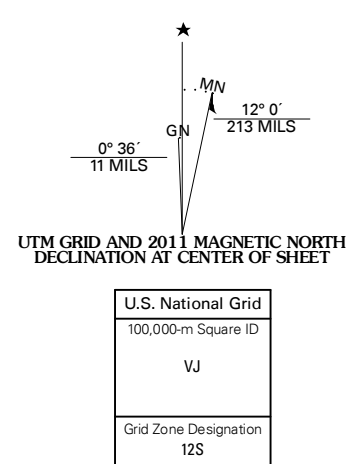 MN
GN
12° 0´
213 MILS
0° 36´
11 MILS
UTM GRID AND 2011 MAGNETIC NORTH
DECLINATION AT CENTER OF SHEET
U.S. National Grid
100,000-m Square ID
VJ
Grid Zone Designation
12S